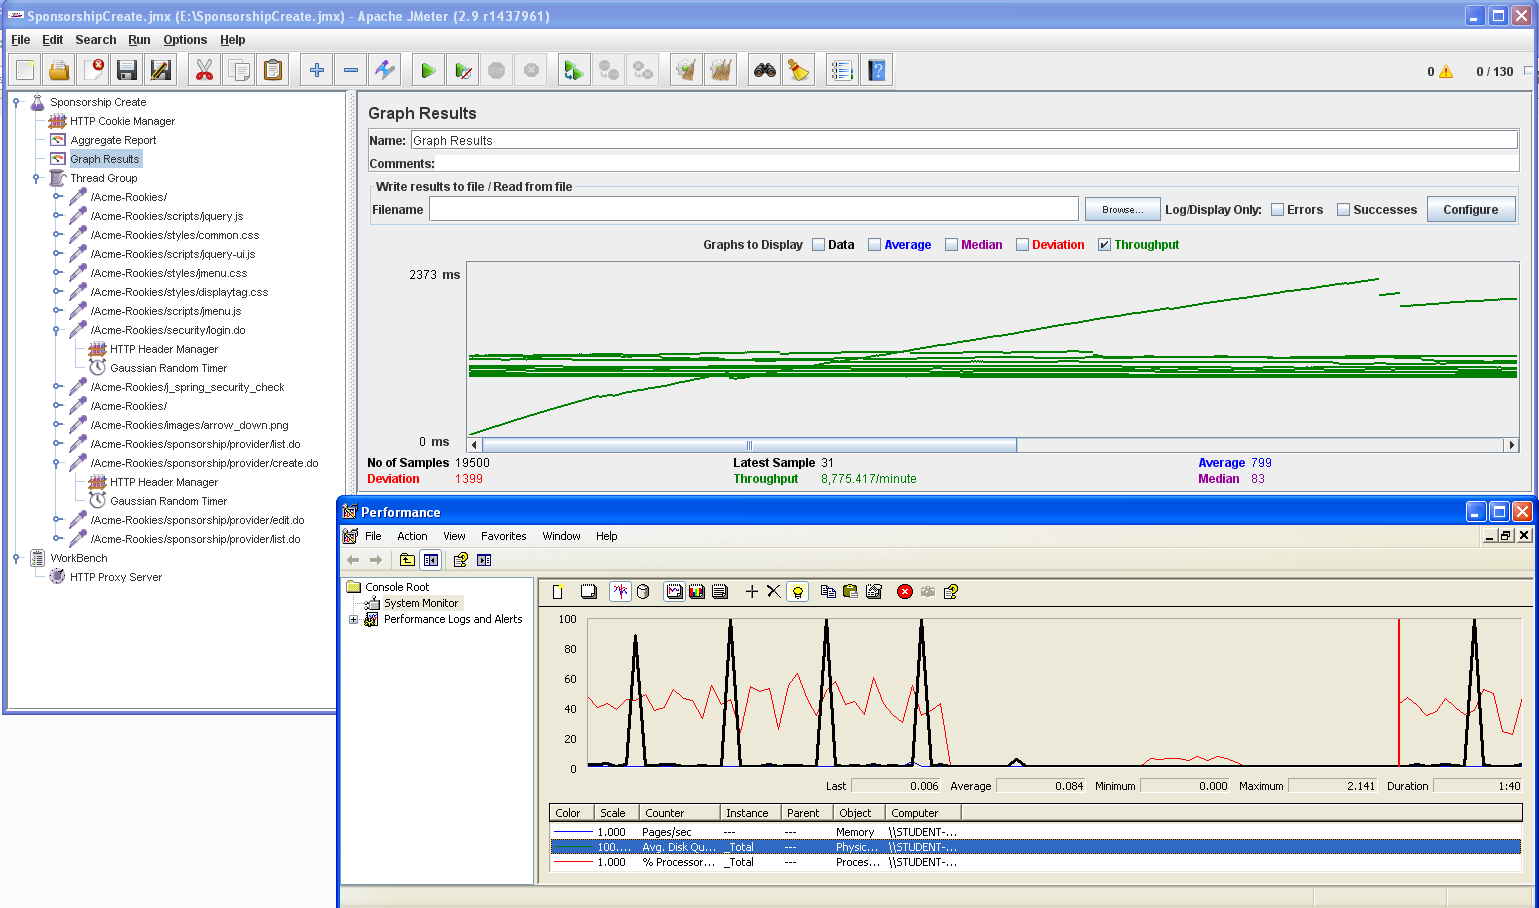 SponsorshipCreate.jmx (E:\SponsorshipCreate.jmx) - Apache JMeter (2.9 r1437961)
File Edit Search Run Options Help
0 0 / 130
Sponsorship Create
HTTP Cookie Manager
Aggregate Report
Graph Results
Thread Group
/Acme-Rookies/
/Acme-Rookies/scripts/jquery.js
/Acme-Rookies/styles/common.css
/Acme-Rookies/scripts/jquery-ui.js
/Acme-Rookies/styles/jmenu.css
/Acme-Rookies/styles/displaytag.css
/Acme-Rookies/scripts/jmenu.js
/Acme-Rookies/security/login.do
HTTP Header Manager
Gaussian Random Timer
/Acme-Rookies/j_spring_security_check
/Acme-Rookies/
/Acme-Rookies/images/arrow_down.png
/Acme-Rookies/sponsorship/provider/list.do
/Acme-Rookies/sponsorship/provider/create.do
HTTP Header Manager
Gaussian Random Timer
/Acme-Rookies/sponsorship/provider/edit.do
/Acme-Rookies/sponsorship/provider/list.do
WorkBench
HTTP Proxy Server
Graph Results
Name: Graph Results
Comments:
Write results to file / Read from file
Filename Browse... Log/Display Only: Errors Successes Configure
Graphs to Display Data Average Median Deviation Throughput
2373 ms
0 ms
No of Samples 19500 Latest Sample 31 Average 799
Deviation 1399 Throughput 8,775.417/minute Median 83
Performance
File Action View Favorites Window Help
Console Root
System Monitor
Performance Logs and Alerts
100
80
60
40
20
0
Last 0.006 Average 0.084 Minimum 0.000 Maximum 2.141 Duration 1:40
Color Scale Counter Instance Parent Object Computer
1.000 Pages/sec --- --- Memory \\STUDENT-...
100.... Avg. Disk Qu... _Total --- Physic... \\STUDENT-...
1.000 % Processor... _Total --- Proces... \\STUDENT-...